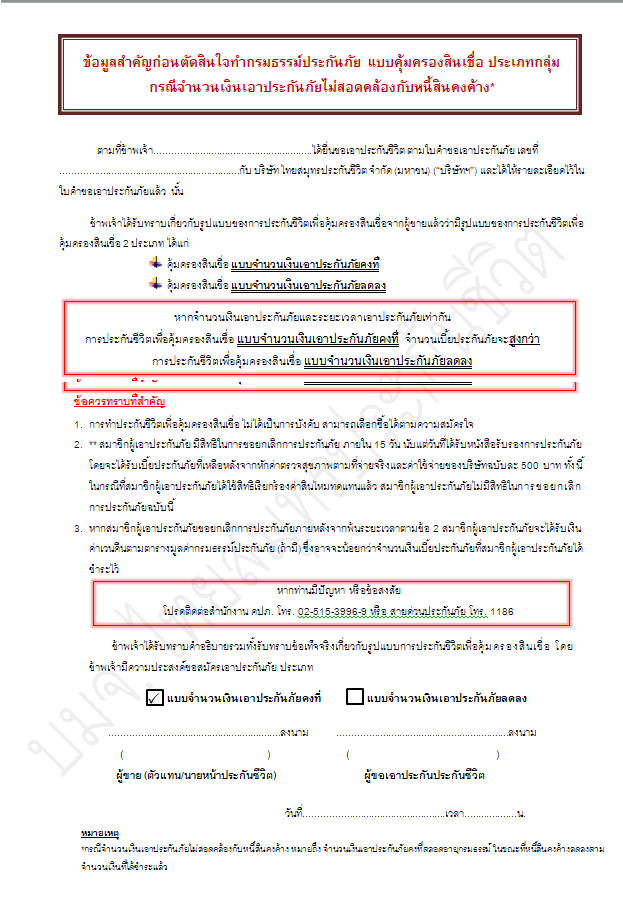 ข้อมูลสำคัญก่อนตัดสินใจทำกรมธรรม์ประกันภัย แบบคุ้มครองสินเชื่อ ประเภทกลุ่ม
กรณีจำนวนเงินเอาประกันภัยไม่สอดคล้องกับหนี้สินคงค้าง*
ตามที่ข้าพเจ้า............................................................ได้ยื่นขอเอาประกันชีวิต ตามใบคำขอเอาประกันภัย เลขที่
............................................................กับ บริษัท ไทยสมุทรประกันชีวิต จำกัด (มหาชน) ("บริษัทฯ") และได้ให้รายละเอียดไว้ใน
ใบคำขอเอาประกันภัยแล้ว นั้น
ข้าพเจ้าได้รับทราบเกี่ยวกับรูปแบบของการประกันชีวิตเพื่อคุ้มครองสินเชื่อจากผู้ขายแล้วว่ามีรูปแบบของการประกันชีวิตเพื่อ
คุ้มครองสินเชื่อ 2 ประเภท ได้แก่
คุ้มครองสินเชื่อ แบบจำนวนเงินเอาประกันภัยคงที่
คุ้มครองสินเชื่อ แบบจำนวนเงินเอาประกันภัยลดลง
หากจำนวนเงินเอาประกันภัยและระยะเวลาเอาประกันภัยเท่ากัน
การประกันชีวิตเพื่อคุ้มครองสินเชื่อ แบบจำนวนเงินเอาประกันภัยคงที่ จำนวนเบี้ยประกันภัยจะสูงกว่า
การประกันชีวิตเพื่อคุ้มครองสินเชื่อ แบบจำนวนเงินเอาประกันภัยลดลง
ข้อควรทราบที่สำคัญ
1. การทำประกันชีวิตเพื่อคุ้มครองสินเชื่อ ไม่ได้เป็นการบังคับ สามารถเลือกซื้อได้ตามความสมัครใจ
2. ** สมาชิกผู้เอาประกันภัย มีสิทธิในการขอยกเลิกการประกันภัย ภายใน 15 วัน นับแต่วันที่ได้รับหนังสือรับรองการประกันภัย
โดยจะได้รับเบี้ยประกันภัยที่เหลือหลังจากหักค่าตรวจสุขภาพตามที่จ่ายจริงและค่าใช้จ่ายของบริษัทฉบับละ 500 บาท ทั้งนี้
ในกรณีที่สมาชิกผู้เอาประกันภัยได้ใช้สิทธิเรียกร้องค่าสินไหมทดแทนแล้ว สมาชิกผู้เอาประกันภัยไม่มีสิทธิในการขอยกเลิก
การประกันภัยฉบับนี้
3. หากสมาชิกผู้เอาประกันภัยขอยกเลิกการประกันภัยภายหลังจากพ้นระยะเวลาตามข้อ 2 สมาชิกผู้เอาประกันภัยจะได้รับเงิน
ค่าเวนคืนตามตารางมูลค่ากรมธรรม์ประกันภัย (ถ้ามี) ซึ่งอาจจะน้อยกว่าจำนวนเบี้ยประกันภัยที่สมาชิกผู้เอาประกันภัยได้
ชำระไว้
หากท่านมีปัญหา หรือข้อสงสัย
โปรดติดต่อสำนักงาน คปภ. โทร. 02-515-3996-9 หรือ สายด่วนประกันภัย โทร. 1186
ข้าพเจ้าได้รับทราบคำอธิบายรวมทั้งรับทราบข้อเท็จจริงเกี่ยวกับรูปแบบการประกันชีวิตเพื่อคุ้มครองสินเชื่อ โดย
ข้าพเจ้ามีความประสงค์ขอสมัครเอาประกันภัย ประเภท
✓ แบบจำนวนเงินเอาประกันภัยคงที่ แบบจำนวนเงินเอาประกันภัยลดลง
............................................................ลงนาม ............................................................ลงนาม
( ) ( )
ผู้ขาย (ตัวแทน/นายหน้าประกันชีวิต) ผู้ขอเอาประกันประกันชีวิต
วันที่..................................................เวลา...................น.
หมายเหตุ
*กรณีจำนวนเงินเอาประกันภัยไม่สอดคล้องกับหนี้สินคงค้าง หมายถึง จำนวนเงินเอาประกันภัยคงที่ตลอดอายุกรมธรรม์ ในขณะที่หนี้สินคงค้างลดลงตาม
จำนวนเงินที่ได้ชำระแล้ว
บมจ. ไทยสมุทรประกันชีวิต